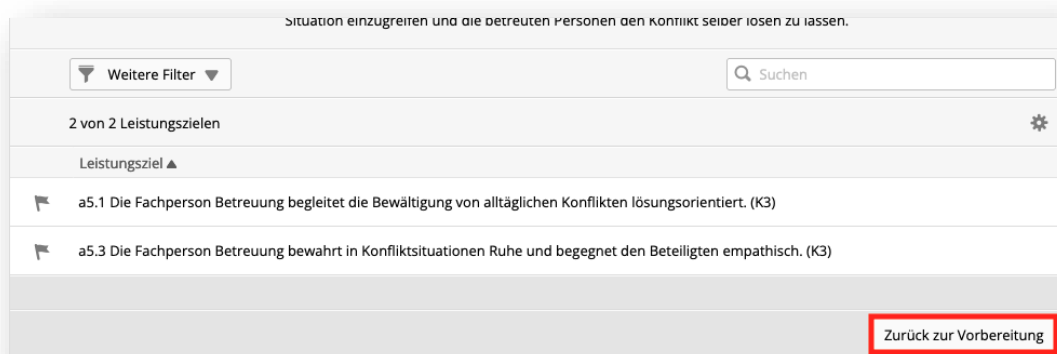 Situation einzugreifen und die betreuten Personen den Konflikt selber lösen zu lassen.
Weitere Filter
Suchen
2 von 2 Leistungszielen
Leistungsziel
a5.1 Die Fachperson Betreuung begleitet die Bewältigung von alltäglichen Konflikten lösungsorientiert. (K3)
a5.3 Die Fachperson Betreuung bewahrt in Konfliktsituationen Ruhe und begegnet den Beteiligten empathisch. (K3)
Zurück zur Vorbereitung